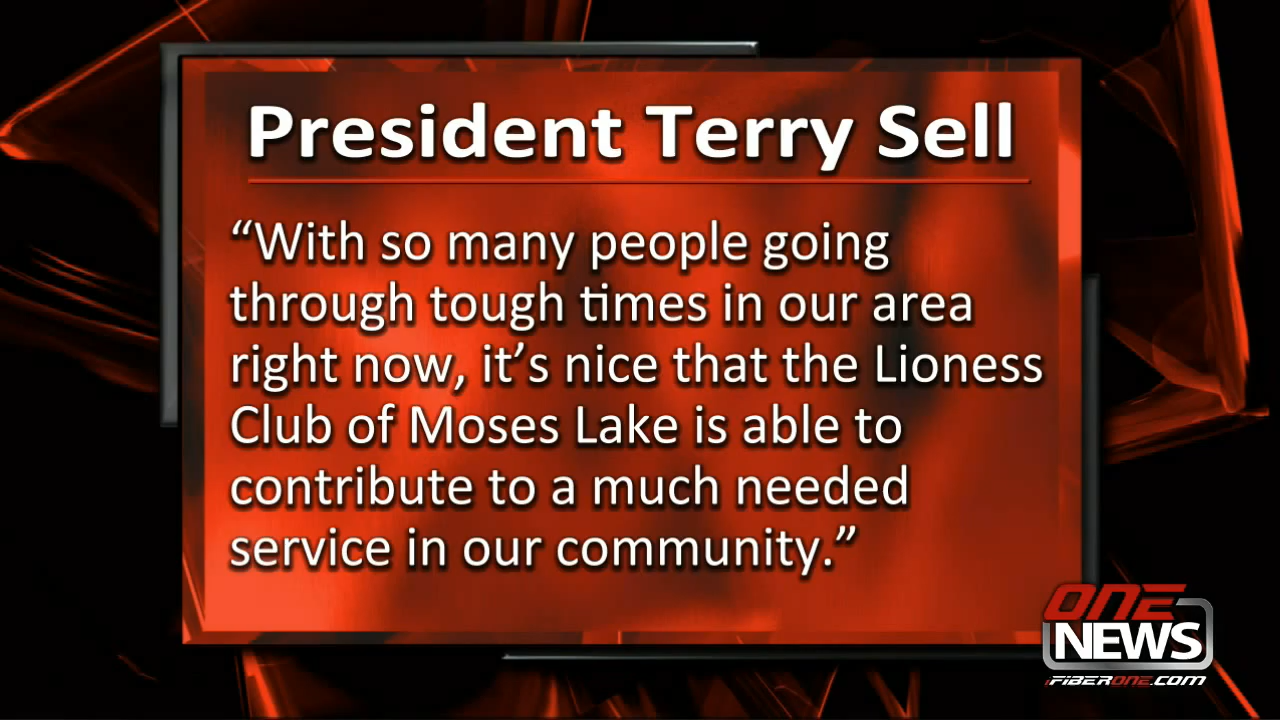 President Terry Sell
“With so many people going
through tough times in our area
right now, it’s nice that the Lioness
Club of Moses Lake is able to
contribute to a much needed
service in our community.”
ONE
NEWS
iFIBERONE.COM